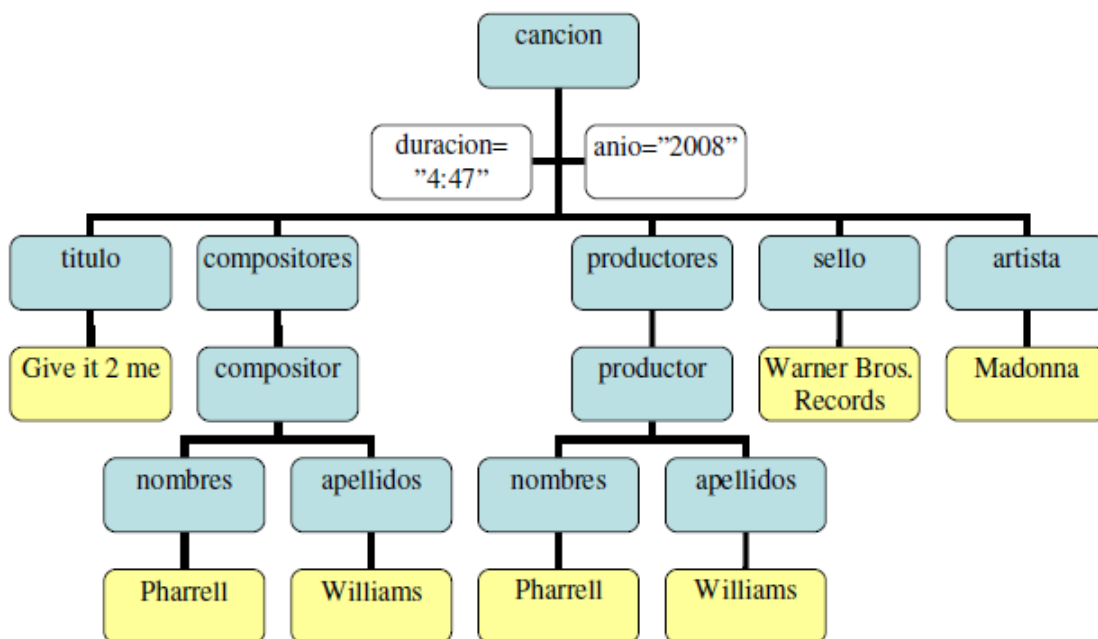 cancion
duracion=
”4:47”
anio=”2008”
titulo
compositores
productores
sello
artista
Give it 2 me
compositor
productor
Warner Bros.
Records
Madonna
nombres
apellidos
nombres
apellidos
Pharrell
Williams
Pharrell
Williams